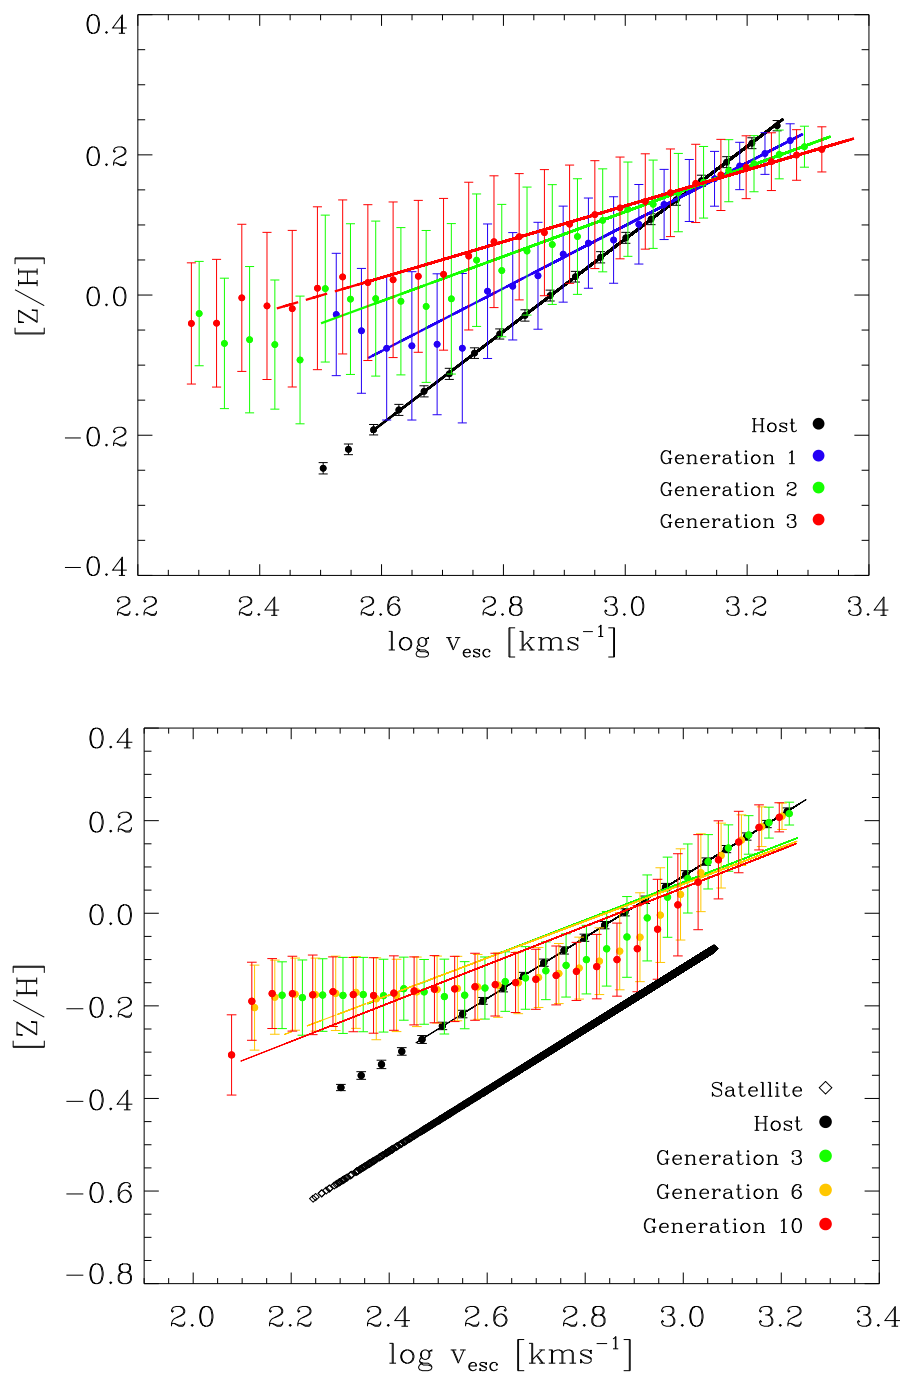 0.4
0.2
0.0
−0.2
−0.4
[Z/H]
Host
Generation 1
Generation 2
Generation 3
2.2 2.4 2.6 2.8 3.0 3.2 3.4
log v_esc [kms⁻¹]
0.4
0.2
0.0
−0.2
−0.4
−0.6
−0.8
[Z/H]
Satellite
Host
Generation 3
Generation 6
Generation 10
2.0 2.2 2.4 2.6 2.8 3.0 3.2 3.4
log v_esc [kms⁻¹]